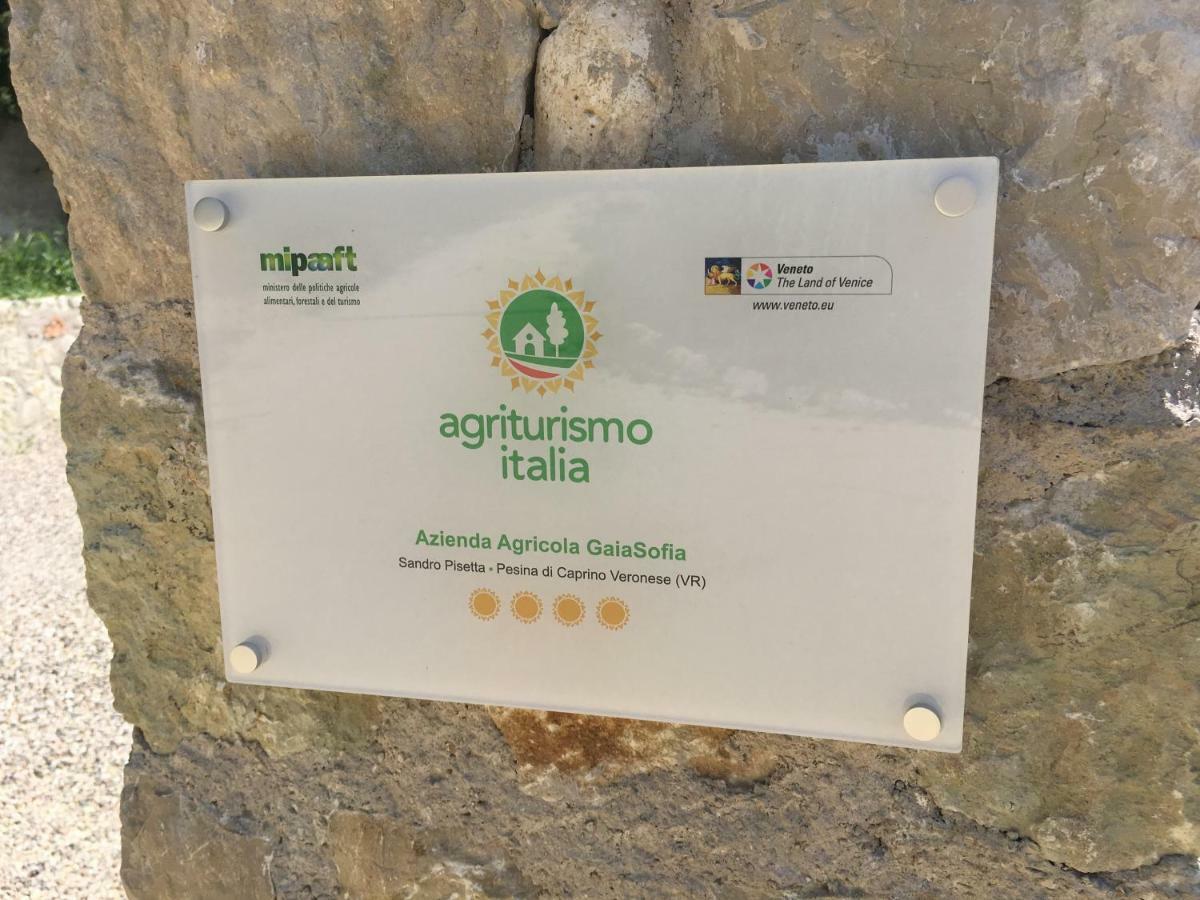 mipaaft
ministero delle politiche agricole
alimentari, forestali e del turismo
Veneto
The Land of Venice
www.veneto.eu
agriturismo
italia
Azienda Agricola GaiaSofia
Sandro Pisetta • Pesina di Caprino Veronese (VR)